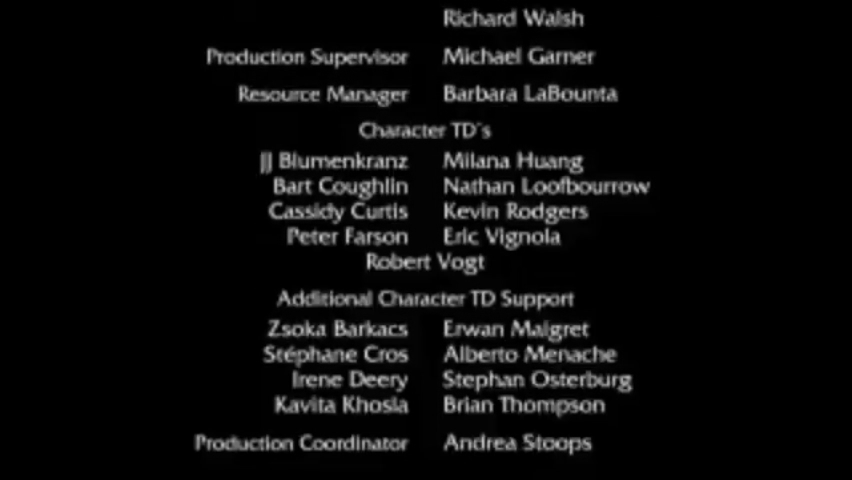 Richard Walsh
Production Supervisor Michael Garner
Resource Manager Barbara LaBounta
Character TD's
JJ Blumenkranz Milana Huang
Bart Coughlin Nathan Loofbourrow
Cassidy Curtis Kevin Rodgers
Peter Farson Eric Vignola
Robert Vogt
Additional Character TD Support
Zsoka Barkacs Erwan Maigret
Stéphane Cros Alberto Menache
Irene Deery Stephan Osterburg
Kavita Khosla Brian Thompson
Production Coordinator Andrea Stoops